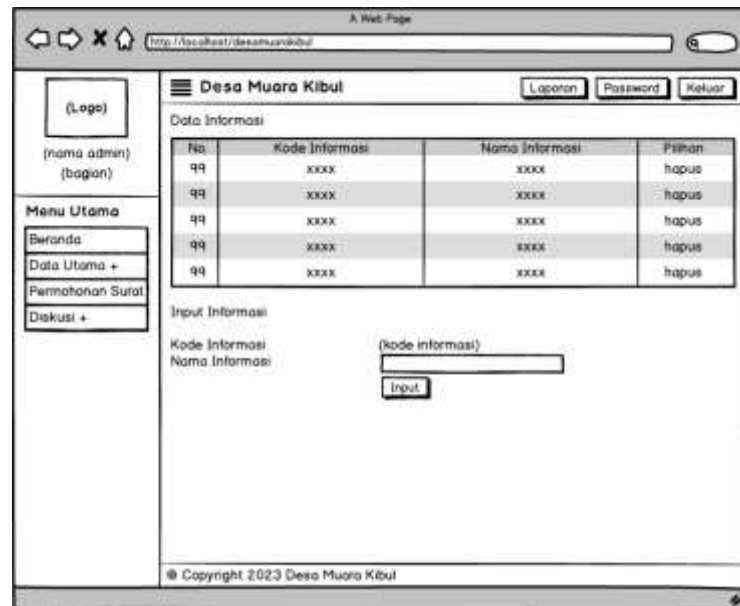 A Web Page
http://localhost/desamuarakibul
(Logo)
(nama admin)
(bagian)
Menu Utama
Beranda
Data Utama +
Permohonan Surat
Diskusi +
Desa Muara Kibul
Laporan Password Keluar
Data Informasi
No. Kode Informasi Nama Informasi Pilihan
99 xxxx xxxx hapus
99 xxxx xxxx hapus
99 xxxx xxxx hapus
99 xxxx xxxx hapus
99 xxxx xxxx hapus
Input Informasi
Kode Informasi (kode informasi)
Nama Informasi
Input
© Copyright 2023 Desa Muara Kibul